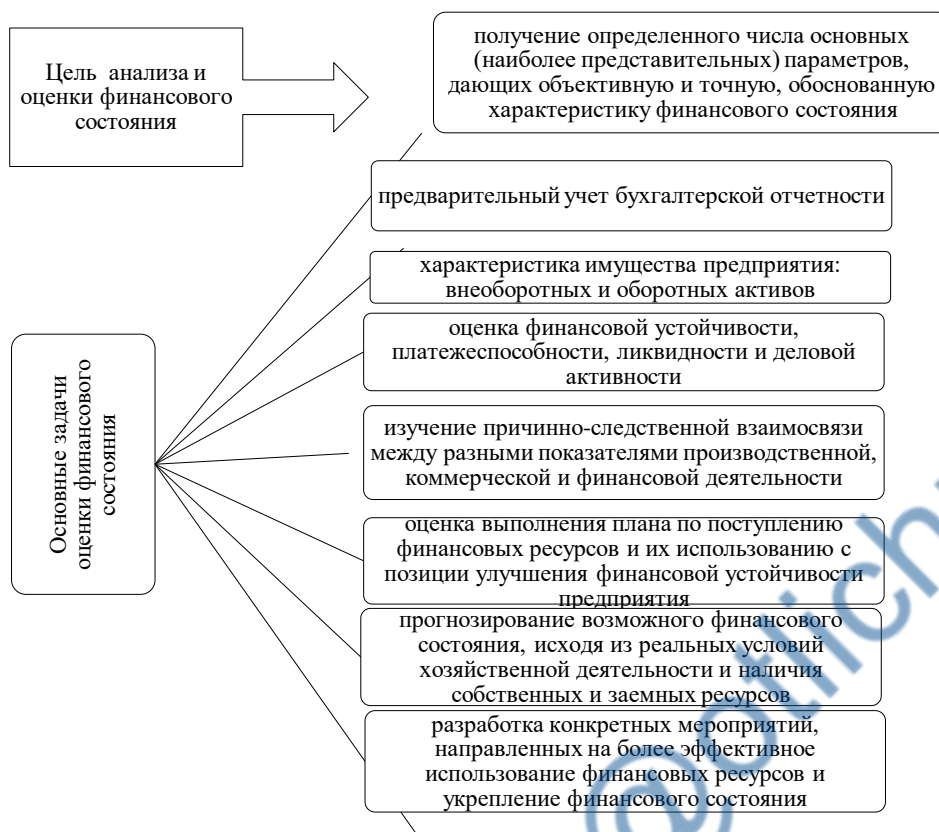 Цель анализа и
оценки финансового
состояния
получение определенного числа основных
(наиболее представительных) параметров,
дающих объективную и точную, обоснованную
характеристику финансового состояния
предварительный учет бухгалтерской отчетности
характеристика имущества предприятия:
внеоборотных и оборотных активов
оценка финансовой устойчивости,
платежеспособности, ликвидности и деловой
активности
Основные задачи
оценки финансового
состояния
изучение причинно-следственной взаимосвязи
между разными показателями производственной,
коммерческой и финансовой деятельности
оценка выполнения плана по поступлению
финансовых ресурсов и их использованию с
позиции улучшения финансовой устойчивости
предприятия
прогнозирование возможного финансового
состояния, исходя из реальных условий
хозяйственной деятельности и наличия
собственных и заемных ресурсов
разработка конкретных мероприятий,
направленных на более эффективное
использование финансовых ресурсов и
укрепление финансового состояния